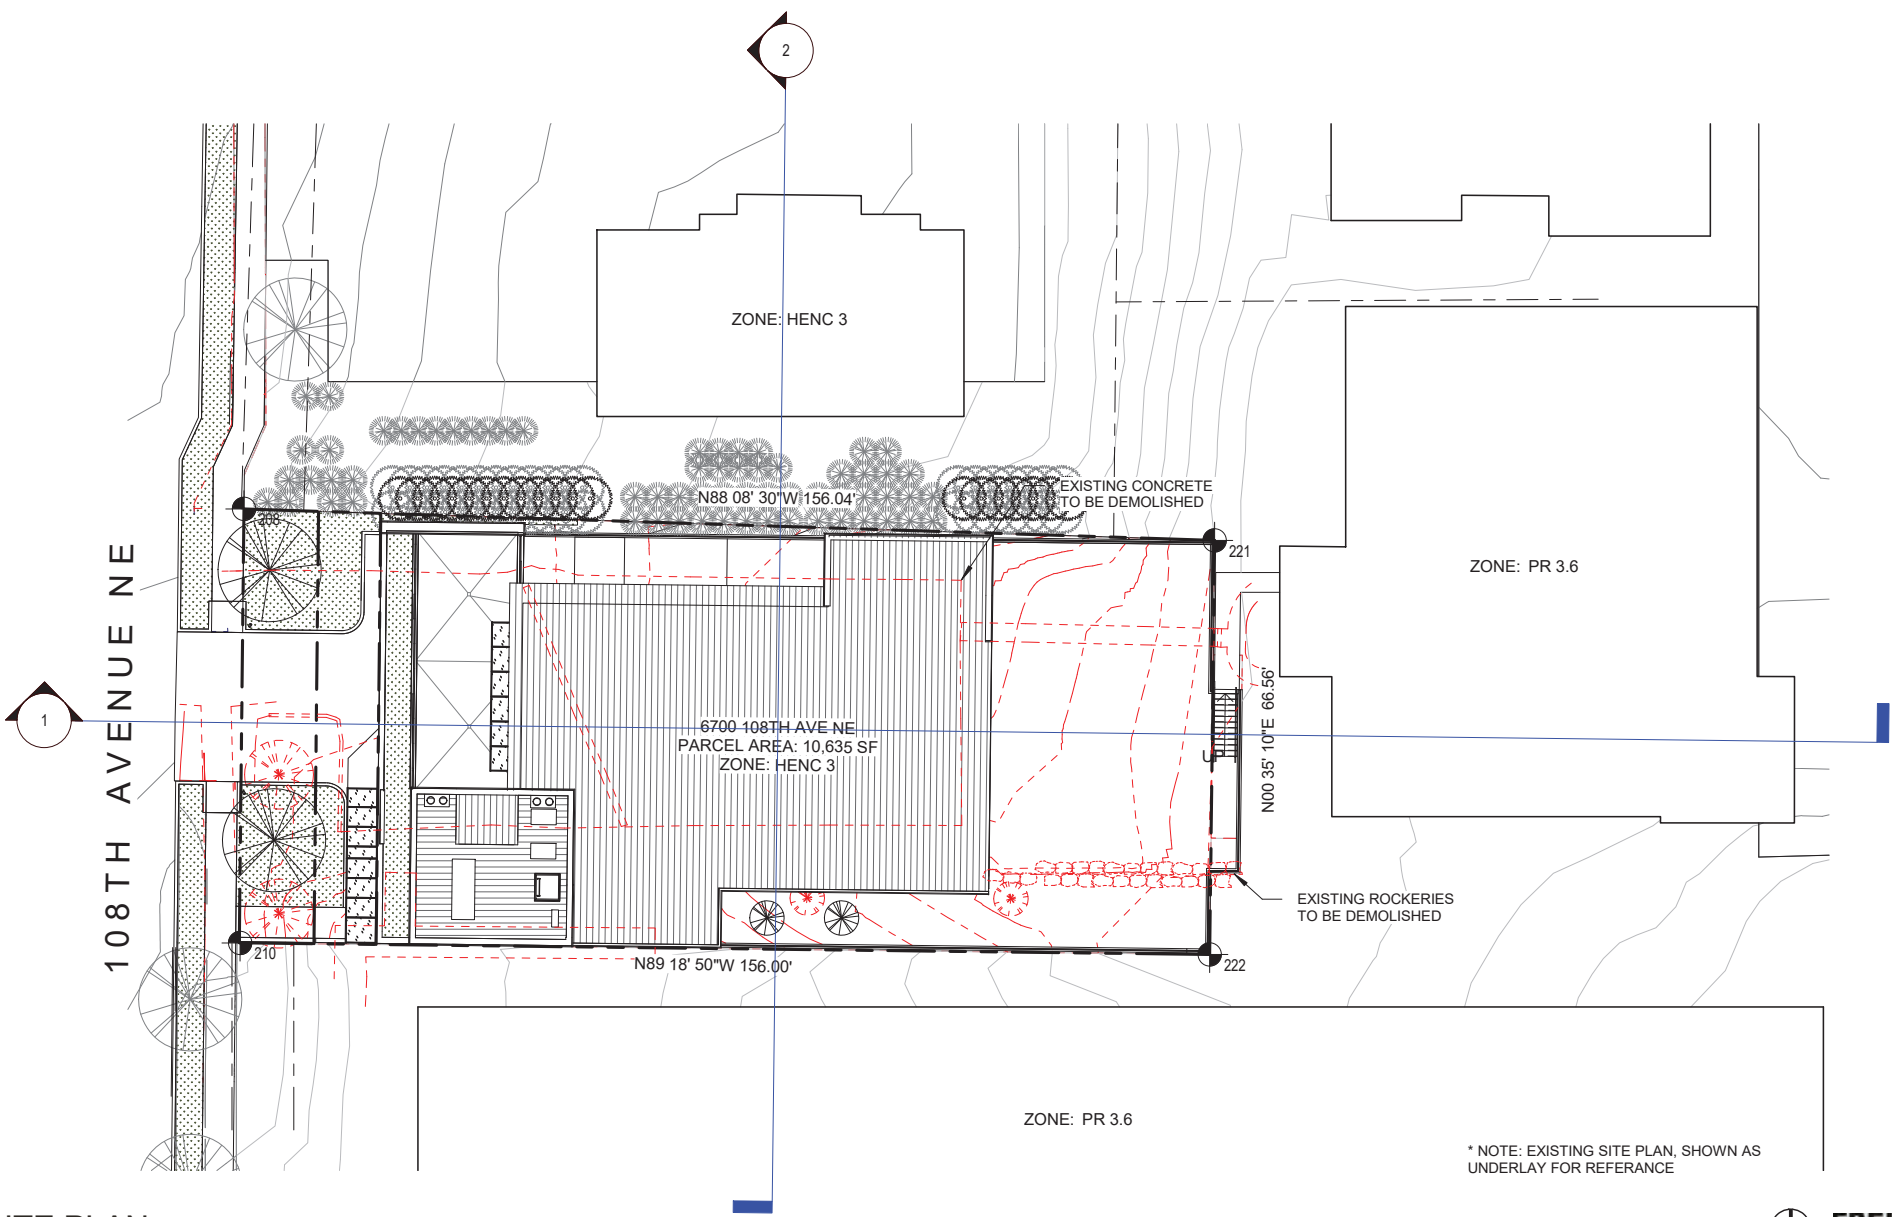 2
ZONE: HENC 3
N88 08' 30"W 156.04'
EXISTING CONCRETE
TO BE DEMOLISHED
208
221
108TH AVENUE NE
ZONE: PR 3.6
1
6700 108TH AVE NE
PARCEL AREA: 10,635 SF
ZONE: HENC 3
N00 35' 10"E 66.56'
UP
EXISTING ROCKERIES
TO BE DEMOLISHED
210
N89 18' 50"W 156.00'
222
ZONE: PR 3.6
* NOTE: EXISTING SITE PLAN, SHOWN AS
UNDERLAY FOR REFERANCE